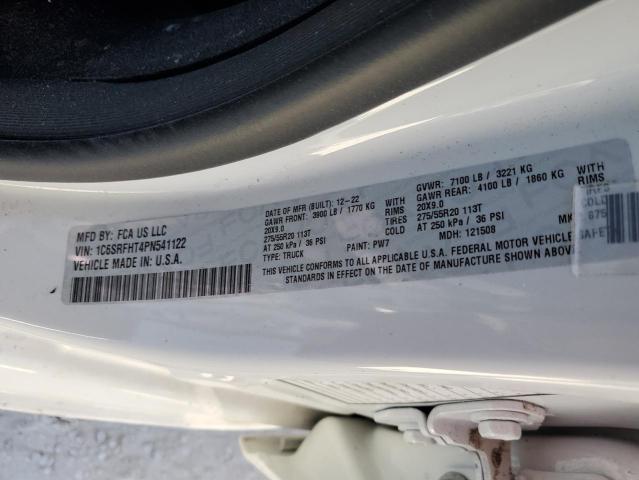 MFD BY: FCA US LLC
VIN: 1C6SRFHT4PN541122
VEHICLE MADE IN: U.S.A.
DATE OF MFR (BUILT): 12-22
GAWR FRONT: 3900 LB / 1770 KG
20X9.0
275/55R20 113T
AT 250 kPa / 36 PSI
TYPE: TRUCK
WITH
RIMS
TIRES
COLD
PAINT: PW7
GVWR: 7100 LB / 3221 KG
GAWR REAR: 4100 LB / 1860 KG
20X9.0
275/55R20 113T
AT 250 kPa / 36 PSI
MDH: 121508
WITH
RIMS
TIRES
COLD
THIS VEHICLE CONFORMS TO ALL APPLICABLE U.S.A. FEDERAL MOTOR VEHICLE
STANDARDS IN EFFECT ON THE DATE OF MANUFACTURE SHOWN ABOVE